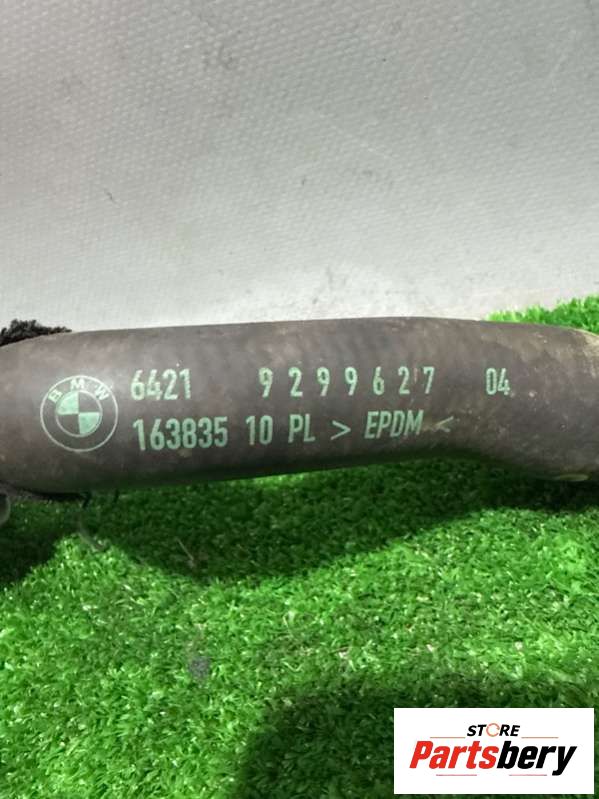 BMW
6421 9299627 04
163835 10 PL > EPDM <
STORE
Partsbery